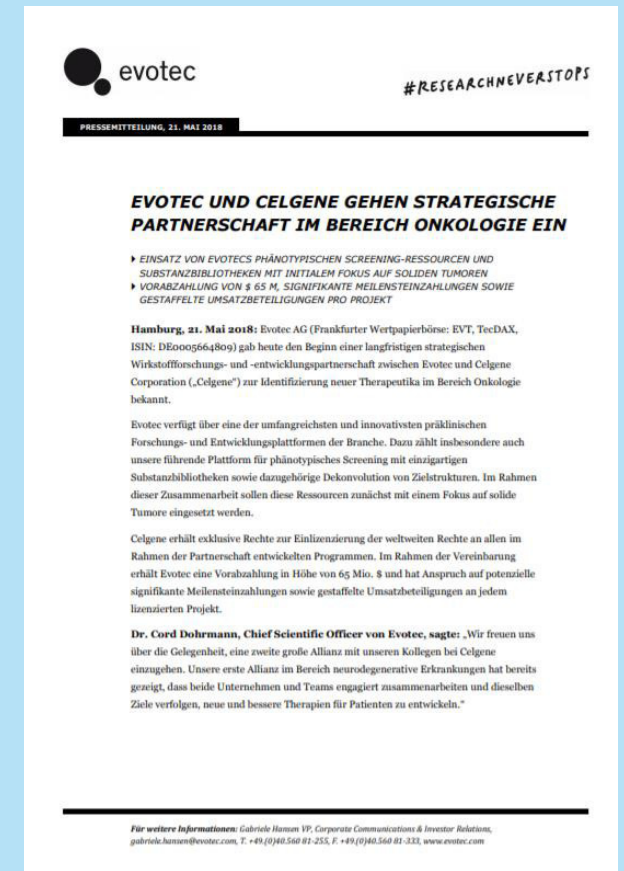 evotec
#RESEARCHNEVERSTOPS
PRESSEMITTEILUNG, 21. MAI 2018
EVOTEC UND CELGENE GEHEN STRATEGISCHE
PARTNERSCHAFT IM BEREICH ONKOLOGIE EIN
EINSATZ VON EVOTECS PHÄNOTYPISCHEN SCREENING-RESSOURCEN UND
SUBSTANZBIBLIOTHEKEN MIT INITIALEM FOKUS AUF SOLIDEN TUMOREN
VORABZAHLUNG VON $ 65 M, SIGNIFIKANTE MEILENSTEINZAHLUNGEN SOWIE
GESTAFFELTE UMSATZBETEILIGUNGEN PRO PROJEKT
Hamburg, 21. Mai 2018: Evotec AG (Frankfurter Wertpapierbörse: EVT, TecDAX,
ISIN: DE0005664809) gab heute den Beginn einer langfristigen strategischen
Wirkstoffforschungs- und -entwicklungspartnerschaft zwischen Evotec und Celgene
Corporation („Celgene") zur Identifizierung neuer Therapeutika im Bereich Onkologie
bekannt.
Evotec verfügt über eine der umfangreichsten und innovativsten präklinischen
Forschungs- und Entwicklungsplattformen der Branche. Dazu zählt insbesondere auch
unsere führende Plattform für phänotypisches Screening mit einzigartigen
Substanzbibliotheken sowie dazugehörige Dekonvolution von Zielstrukturen. Im Rahmen
dieser Zusammenarbeit sollen diese Ressourcen zunächst mit einem Fokus auf solide
Tumore eingesetzt werden.
Celgene erhält exklusive Rechte zur Einlizenzierung der weltweiten Rechte an allen im
Rahmen der Partnerschaft entwickelten Programmen. Im Rahmen der Vereinbarung
erhält Evotec eine Vorabzahlung in Höhe von 65 Mio. $ und hat Anspruch auf potenzielle
signifikante Meilensteinzahlungen sowie gestaffelte Umsatzbeteiligungen an jedem
lizenzierten Projekt.
Dr. Cord Dohrmann, Chief Scientific Officer von Evotec, sagte: „Wir freuen uns
über die Gelegenheit, eine zweite große Allianz mit unseren Kollegen bei Celgene
einzugehen. Unsere erste Allianz im Bereich neurodegenerative Erkrankungen hat bereits
gezeigt, dass beide Unternehmen und Teams engagiert zusammenarbeiten und dieselben
Ziele verfolgen, neue und bessere Therapien für Patienten zu entwickeln."
Für weitere Informationen: Gabriele Hansen VP, Corporate Communications & Investor Relations,
gabriele.hansen@evotec.com, T. +49.(0)40.560 81-255, F. +49.(0)40.560 81-333, www.evotec.com